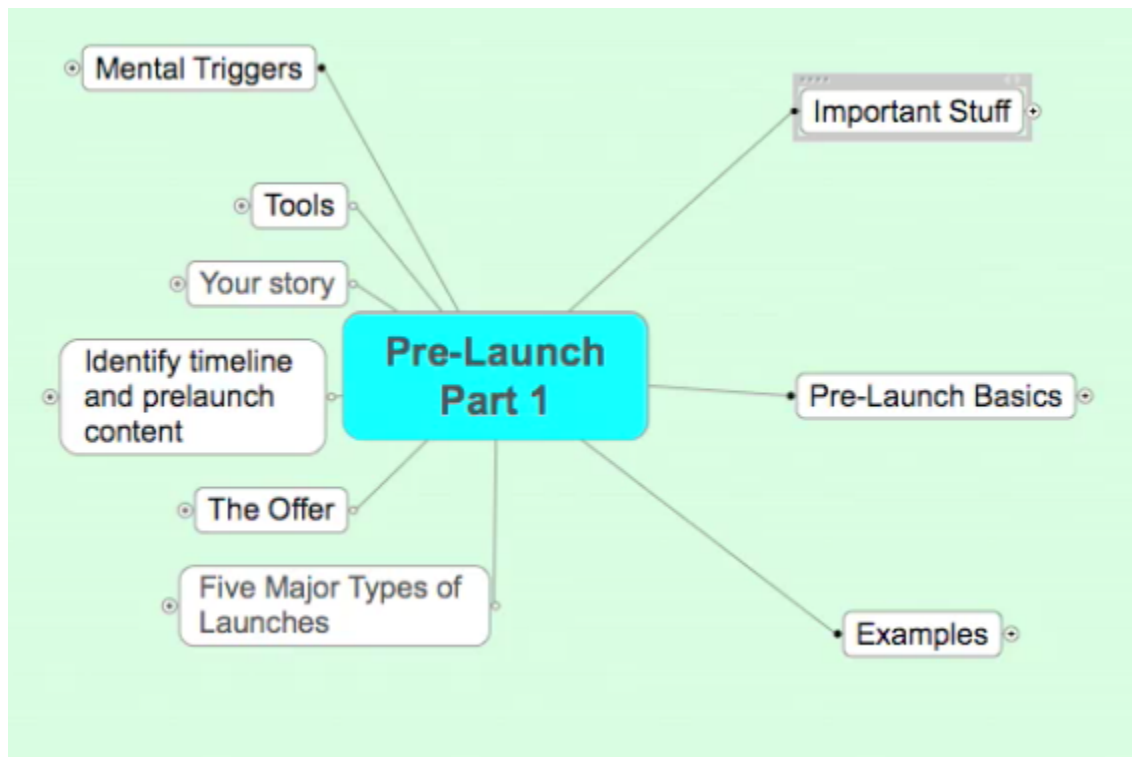 Mental Triggers
Important Stuff
Tools
Your story
Identify timeline
and prelaunch
content
Pre-Launch
Part 1
Pre-Launch Basics
The Offer
Five Major Types of
Launches
Examples